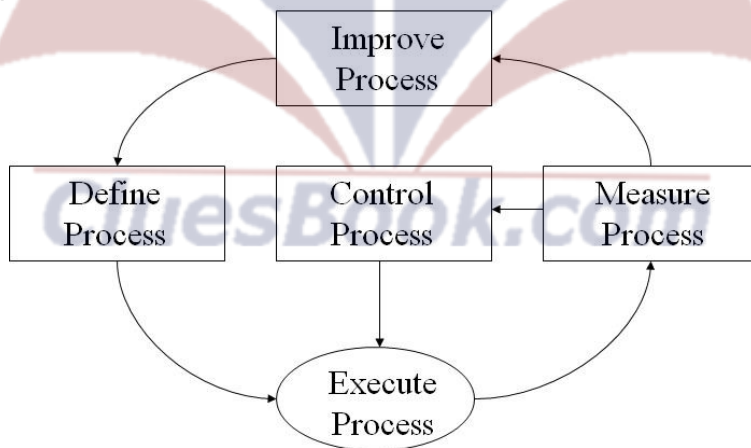 Improve
Process
Define
Process
Control
Process
Measure
Process
CluesBook.com
Execute
Process